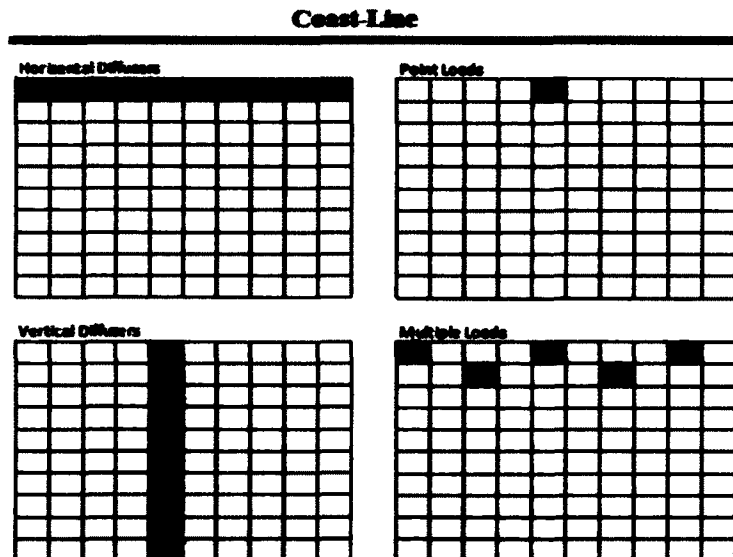 Coast-Line
Horizontal Diffusers
Point Loads
Vertical Diffusers
Multiple Loads